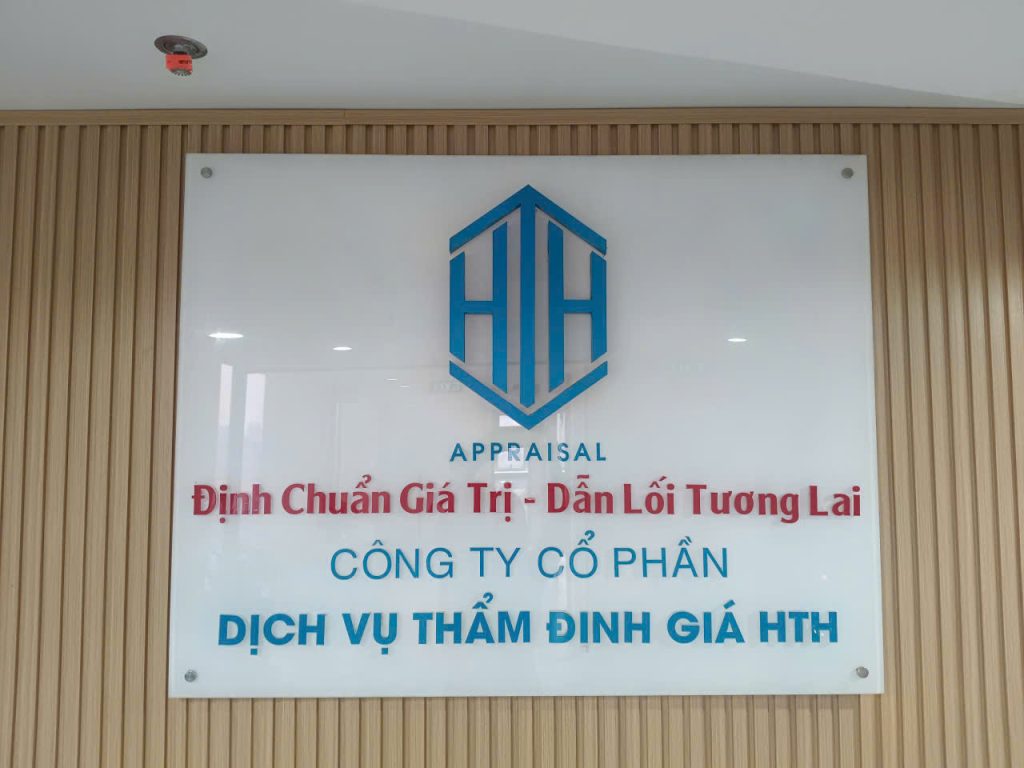 HTH
APPRAISAL
Định Chuẩn Giá Trị - Dẫn Lối Tương Lai
CÔNG TY CỔ PHẦN
DỊCH VỤ THẨM ĐINH GIÁ HTH